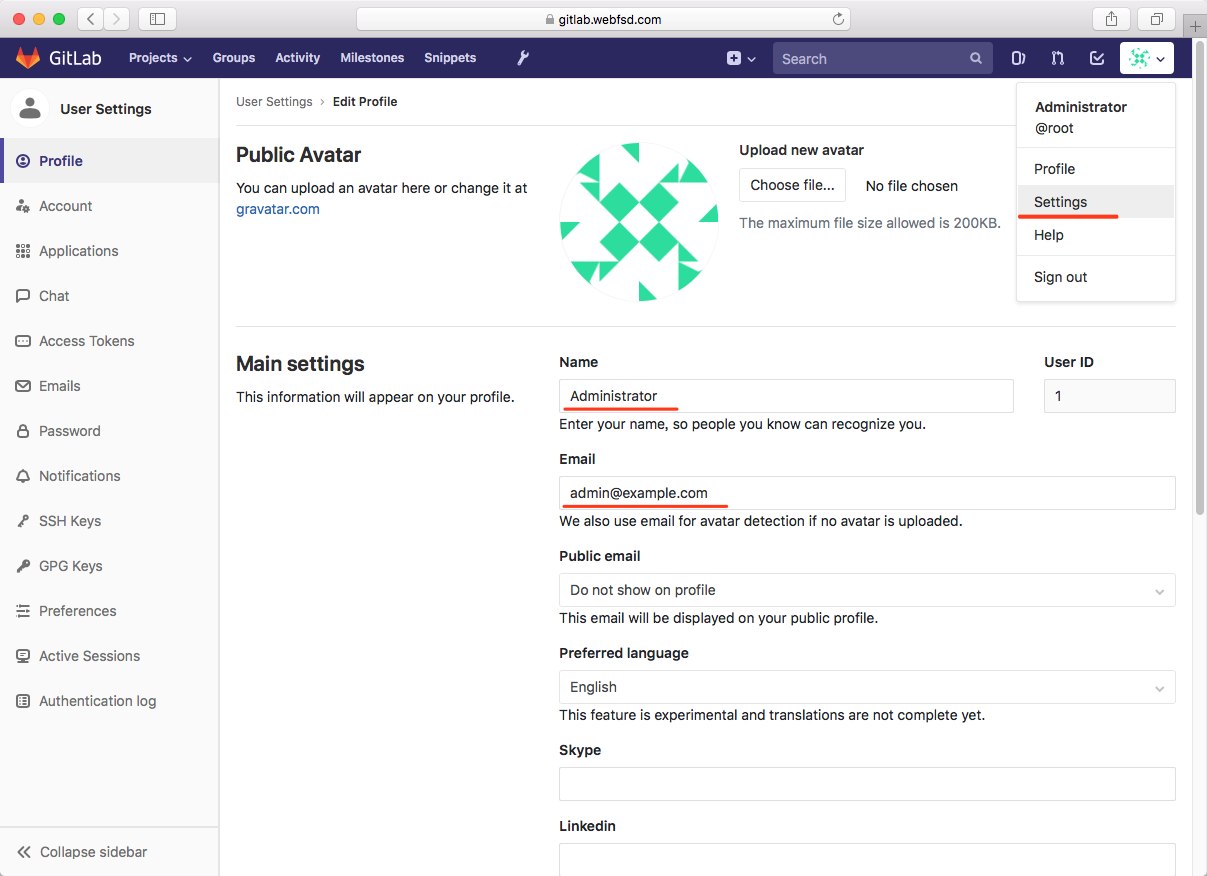 gitlab.webfsd.com
GitLab Projects Groups Activity Milestones Snippets Search
Administrator
@root
Profile
Settings
Help
Sign out
User Settings
Profile
Account
Applications
Chat
Access Tokens
Emails
Password
Notifications
SSH Keys
GPG Keys
Preferences
Active Sessions
Authentication log
Collapse sidebar
User Settings › Edit Profile
Public Avatar
You can upload an avatar here or change it at
gravatar.com
Upload new avatar
Choose file... No file chosen
The maximum file size allowed is 200KB.
Main settings
This information will appear on your profile.
Name
Administrator
Enter your name, so people you know can recognize you.
User ID
1
Email
admin@example.com
We also use email for avatar detection if no avatar is uploaded.
Public email
Do not show on profile
This email will be displayed on your public profile.
Preferred language
English
This feature is experimental and translations are not complete yet.
Skype
Linkedin